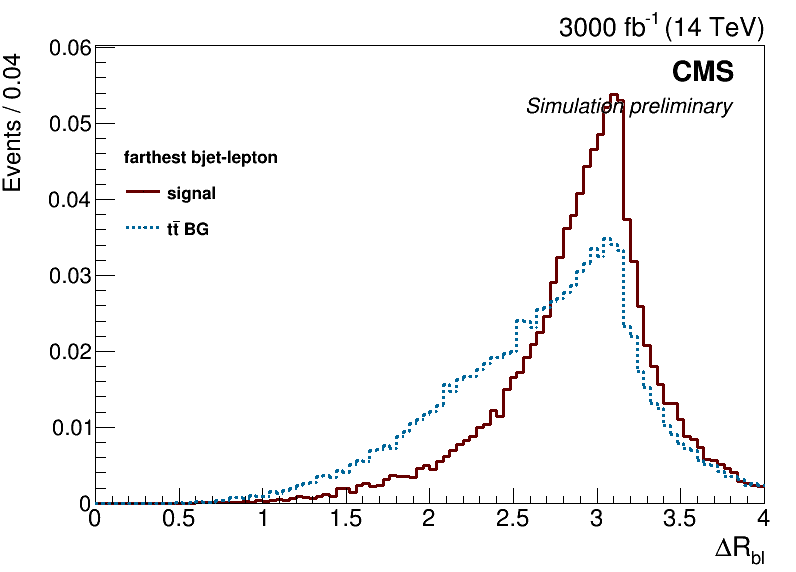 3000 fb⁻¹ (14 TeV)
CMS
Simulation preliminary
Events / 0.04
0.06
0.05
0.04
0.03
0.02
0.01
0
farthest bjet-lepton
signal
tt̄ BG
0 0.5 1 1.5 2 2.5 3 3.5 4
ΔR_bl